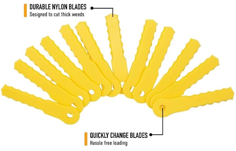 DURABLE NYLON BLADES
Designed to cut thick weeds
QUICKLY CHANGE BLADES
Hassle free loading